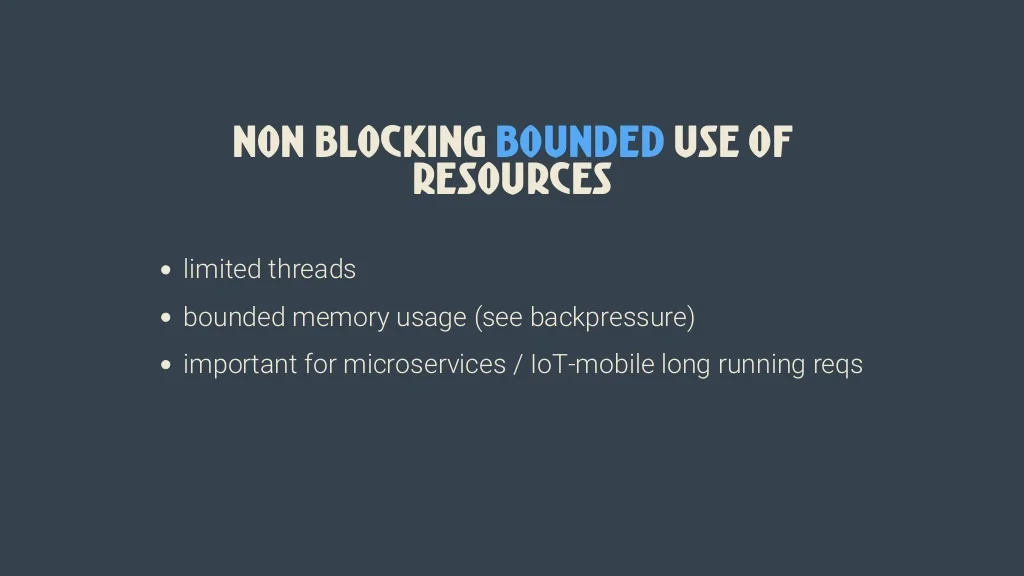 NON BLOCKING BOUNDED USE OF
RESOURCES
• limited threads
• bounded memory usage (see backpressure)
• important for microservices / IoT-mobile long running reqs